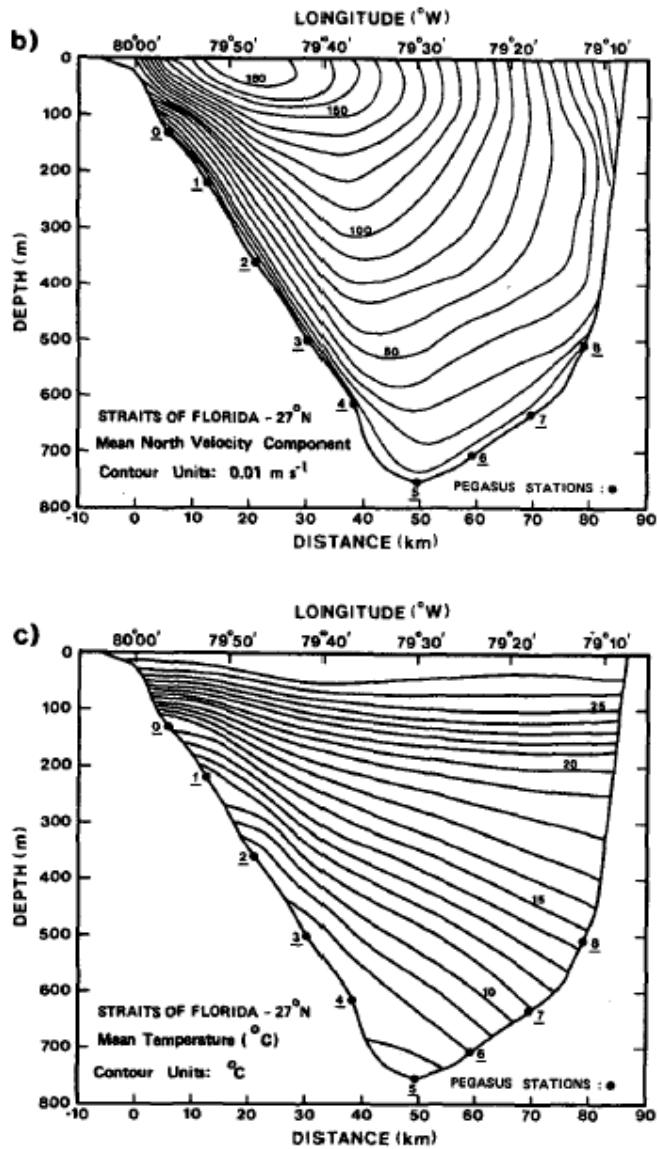 b)
LONGITUDE (°W)
80°00' 79°50' 79°40' 79°30' 79°20' 79°10'
0
180
150
100
0
1
200
100
300
2
400
DEPTH (m)
500
3
50
8
600
4
STRAITS OF FLORIDA - 27°N
7
Mean North Velocity Component
700
6
Contour Units: 0.01 m s⁻¹
5
PEGASUS STATIONS :●
800
-10 0 10 20 30 40 50 60 70 80 90
DISTANCE (km)
c)
LONGITUDE (°W)
80°00' 79°50' 79°40' 79°30' 79°20' 79°10'
0
100
25
0
200
20
1
300
2
400
DEPTH (m)
15
500
3
8
600
4
10
STRAITS OF FLORIDA - 27°N
7
Mean Temperature (°C)
700
6
Contour Units: °C
5
PEGASUS STATIONS :●
800
-10 0 10 20 30 40 50 60 70 80 90
DISTANCE (km)